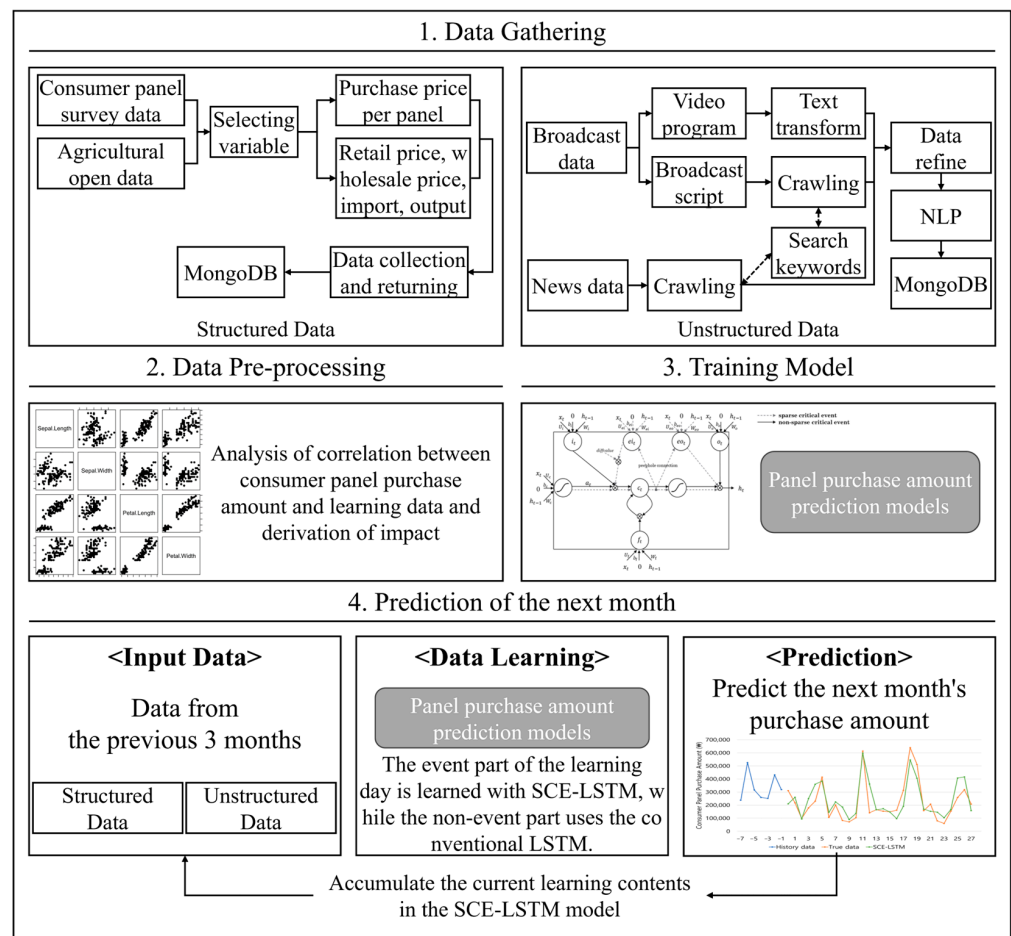 1. Data Gathering
Consumer panel
survey data
Agricultural
open data
Selecting
variable
Purchase price
per panel
Retail price, w
holesale price,
import, output
MongoDB
Data collection
and returning
Structured Data
Broadcast
data
Video
program
Text
transform
Broadcast
script
Crawling
Search
keywords
News data
Crawling
Data
refine
NLP
MongoDB
Unstructured Data
2. Data Pre-processing
Sepal.Length
Sepal.Width
Petal.Length
Petal.Width
Analysis of correlation between
consumer panel purchase
amount and learning data and
derivation of impact
3. Training Model
sparse critical event
non-sparse critical event
peephole connection
Panel purchase amount
prediction models
4. Prediction of the next month
<Input Data>
Data from
the previous 3 months
Structured
Data
Unstructured
Data
<Data Learning>
Panel purchase amount
prediction models
The event part of the learning
day is learned with SCE-LSTM, w
hile the non-event part uses the co
nventional LSTM.
<Prediction>
Predict the next month's
purchase amount
Consumer Panel Purchase Amount (₩)
700,000
600,000
500,000
400,000
300,000
200,000
100,000
0
-7 -5 -3 -1 1 3 5 7 9 11 13 15 17 19 21 23 25 27
History data True data SCE-LSTM
Accumulate the current learning contents
in the SCE-LSTM model